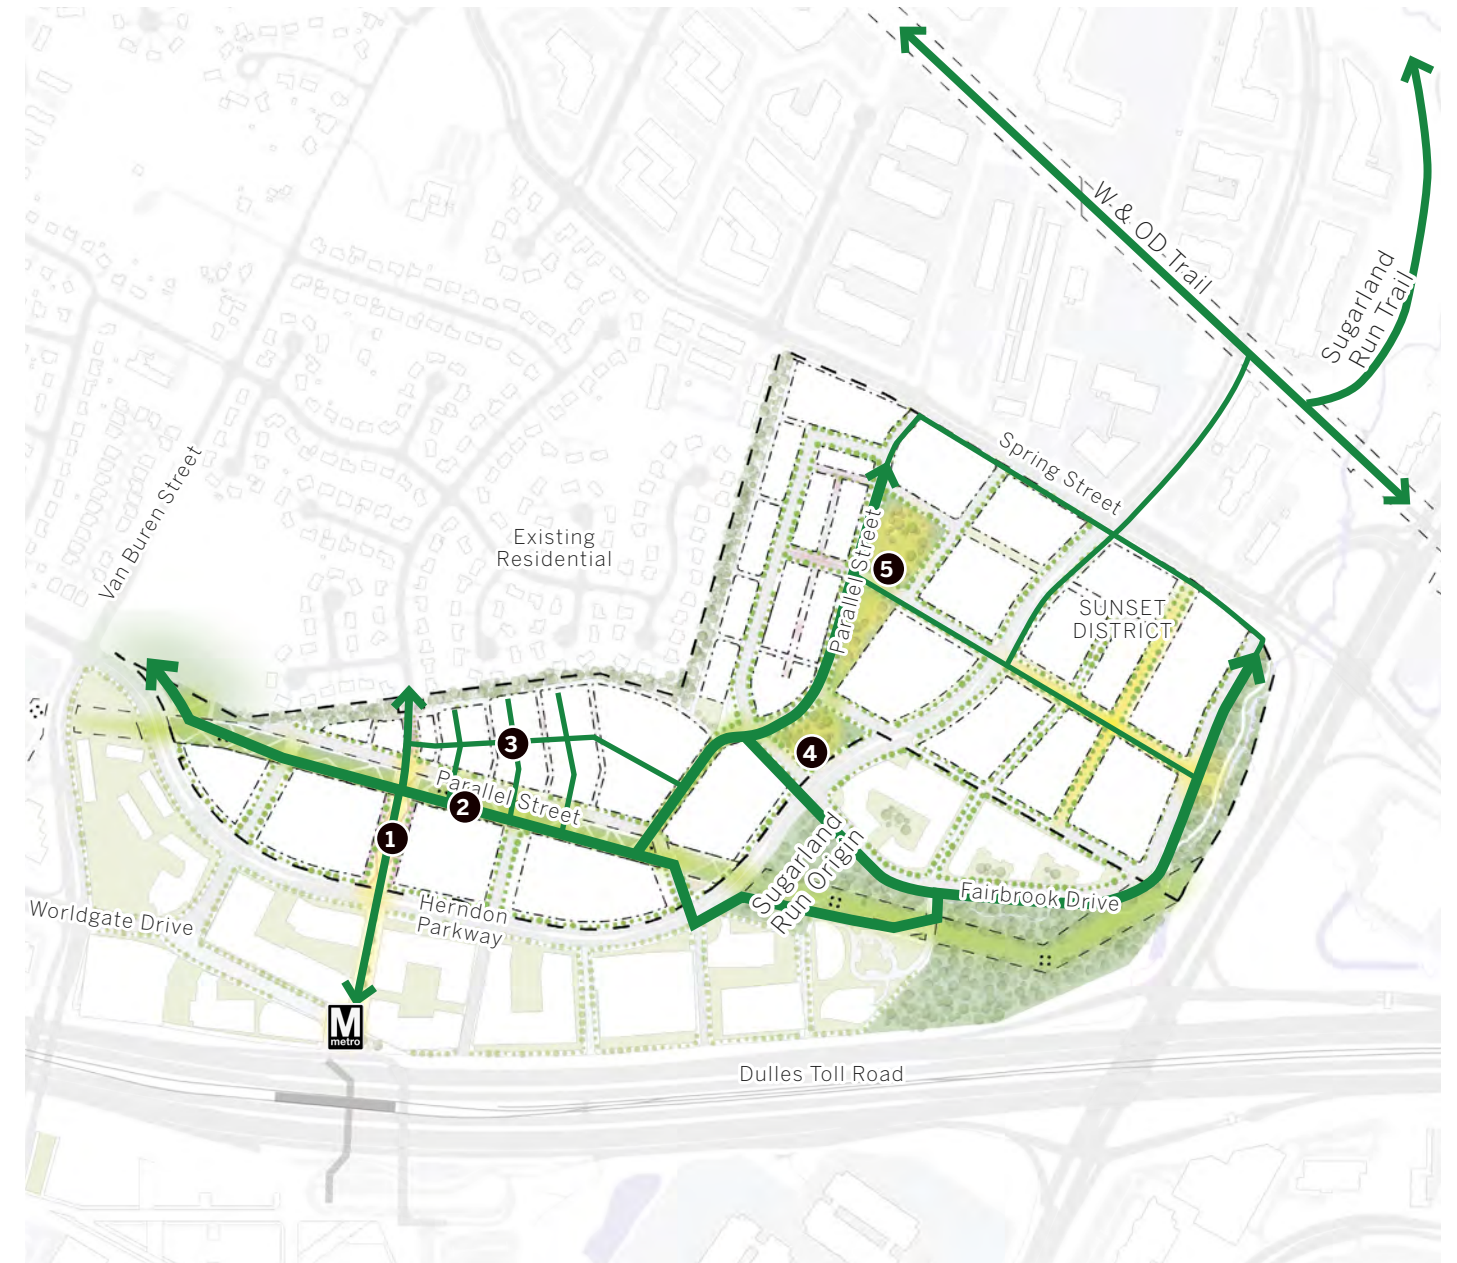 W & OD Trail
Sugarland
Run Trail
Spring Street
Van Buren Street
Existing
Residential
Parallel Street
5
SUNSET
DISTRICT
3
4
Parallel Street
2
1
Sugarland
Run Origin
Fairbrook Drive
Herndon
Parkway
Worldgate Drive
M
metro
Dulles Toll Road